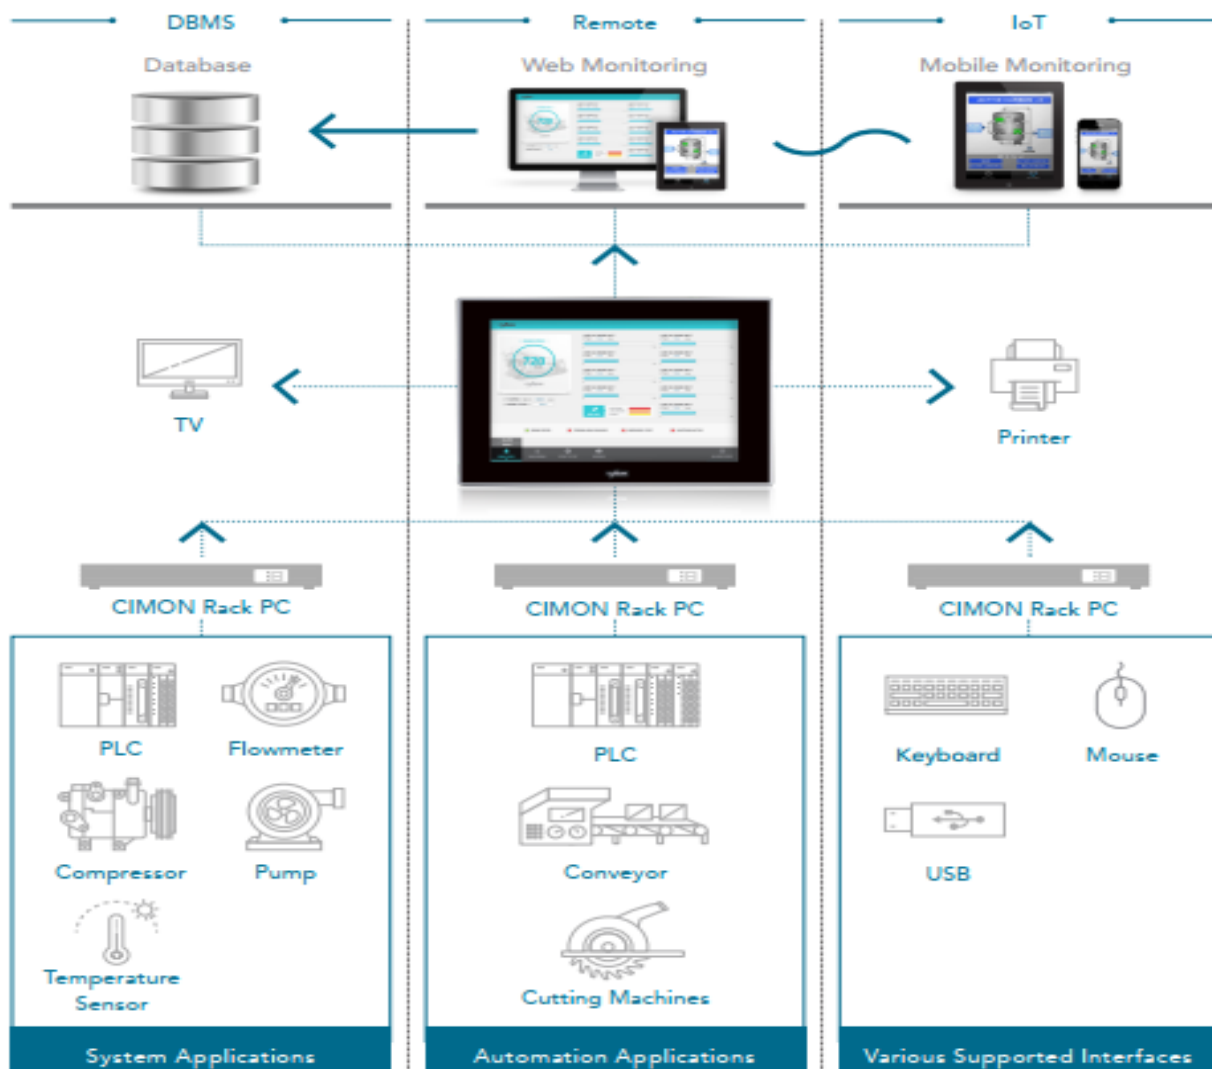 DBMS
Remote
IoT
Database
Web Monitoring
Mobile Monitoring
720
TV
Printer
CIMON Rack PC
CIMON Rack PC
CIMON Rack PC
PLC
Flowmeter
PLC
Keyboard
Mouse
Compressor
Pump
Conveyor
USB
Temperature
Sensor
Cutting Machines
System Applications
Automation Applications
Various Supported Interfaces